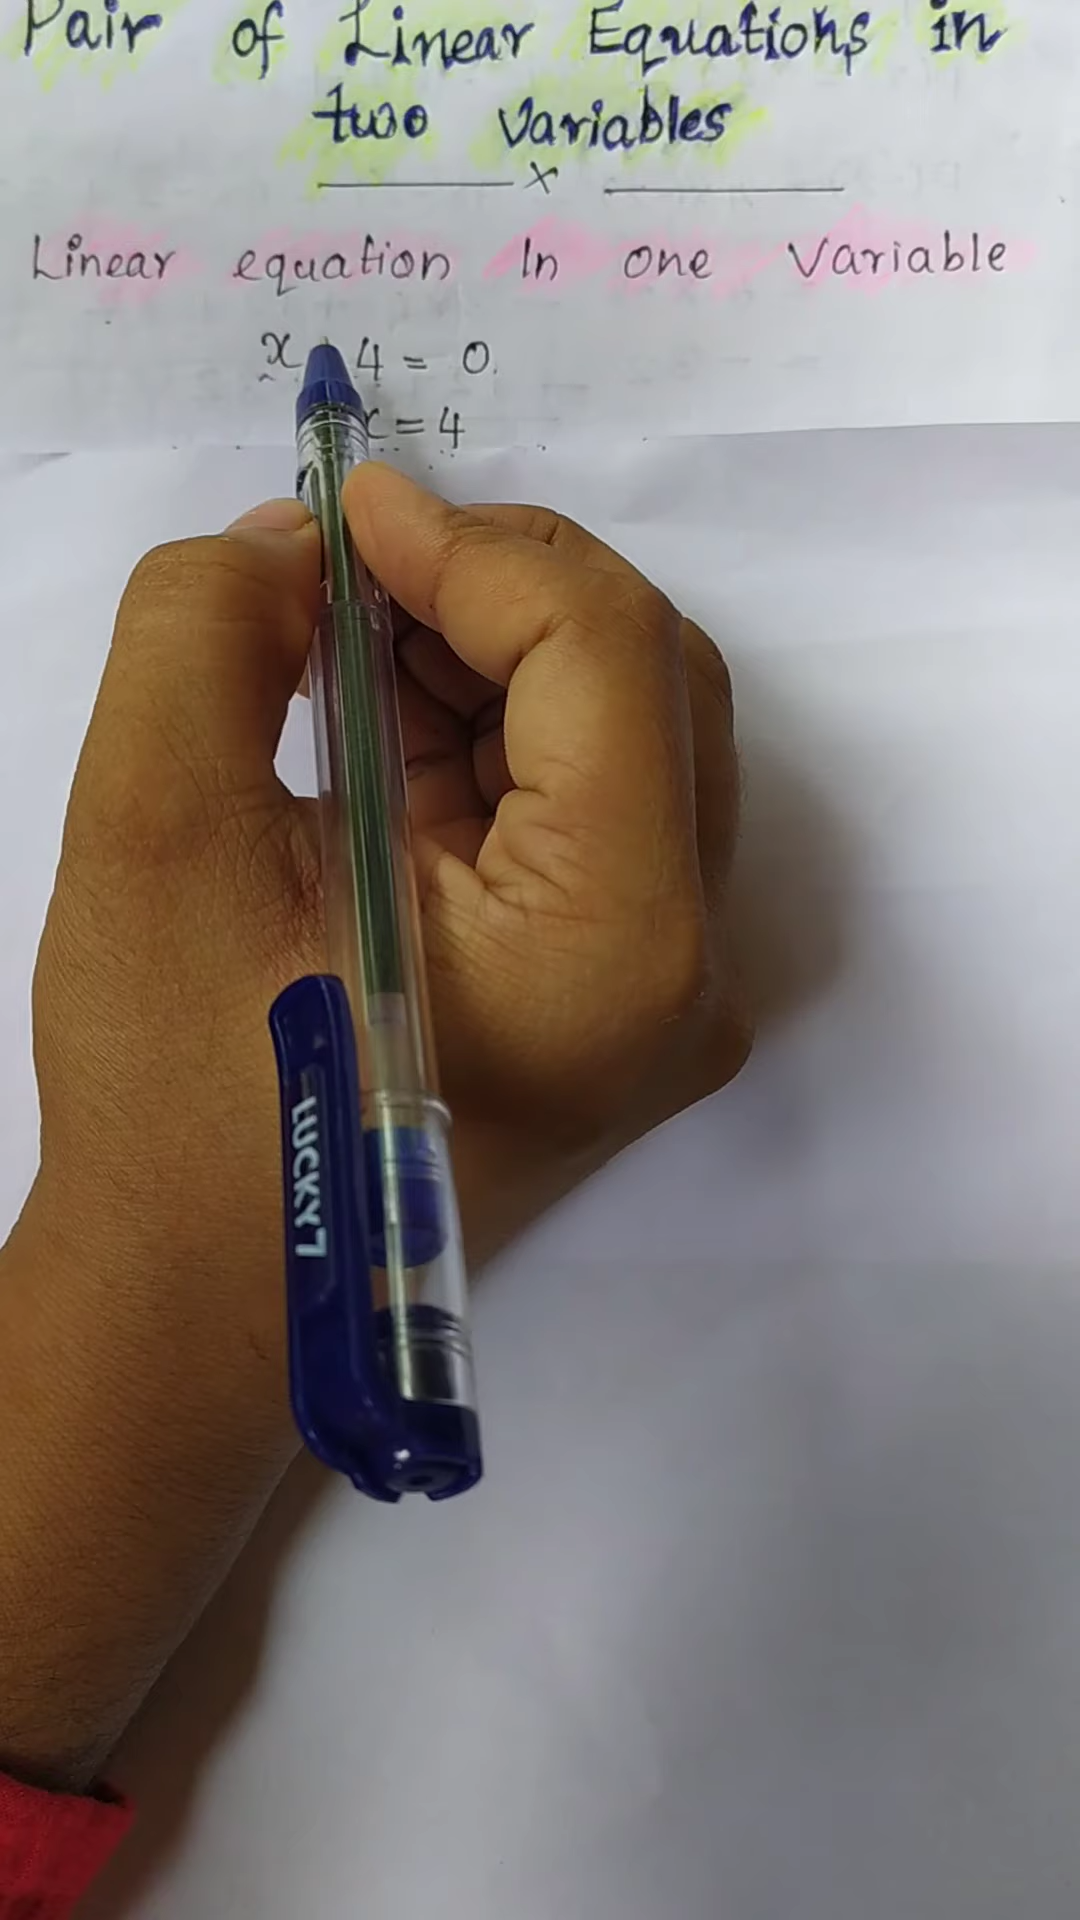 Pair of Linear Equations in
two Variables
x
Linear equation In one Variable
x 4 = 0.
x = 4
LUCKY7